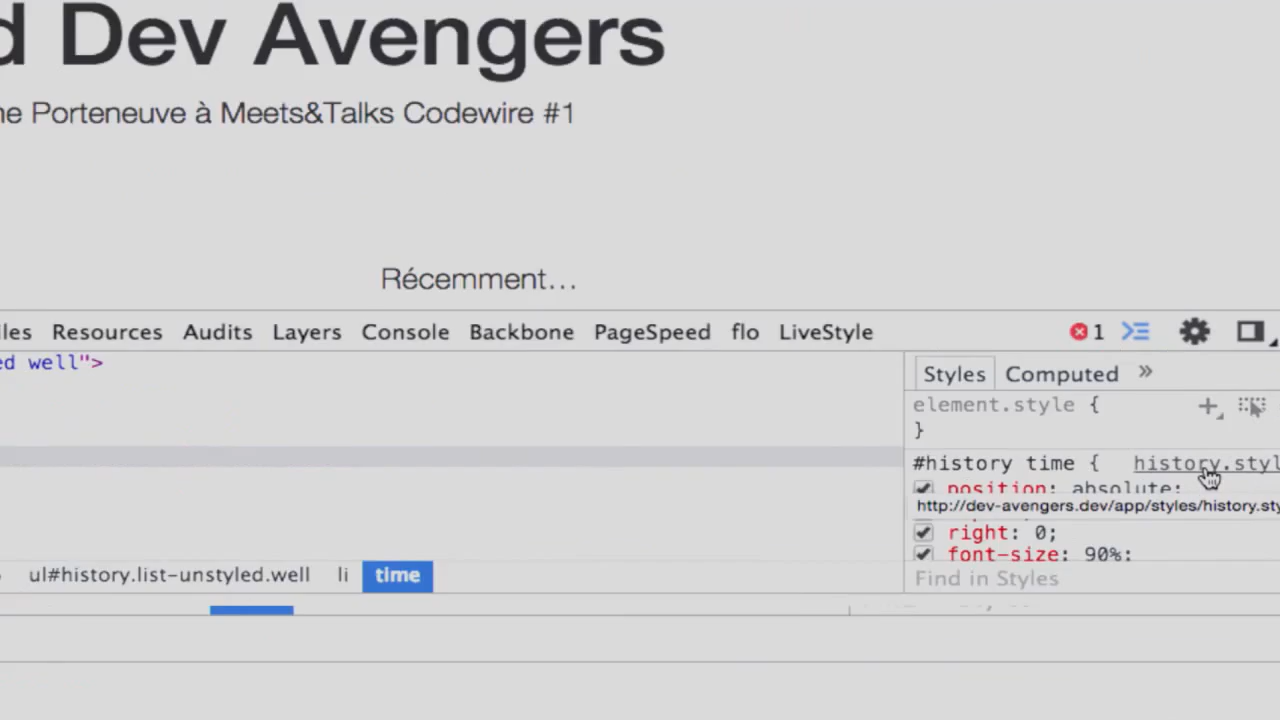 d Dev Avengers
ne Porteneuve à Meets&Talks Codewire #1
Récemment…
iles Resources Audits Layers Console Backbone PageSpeed flo LiveStyle 1
ed well">
Styles Computed »
element.style {
}
#history time { history.styl
position: absolute;
http://dev-avengers.dev/app/styles/history.sty
right: 0;
font-size: 90%;
ul#history.list-unstyled.well li time
Find in Styles